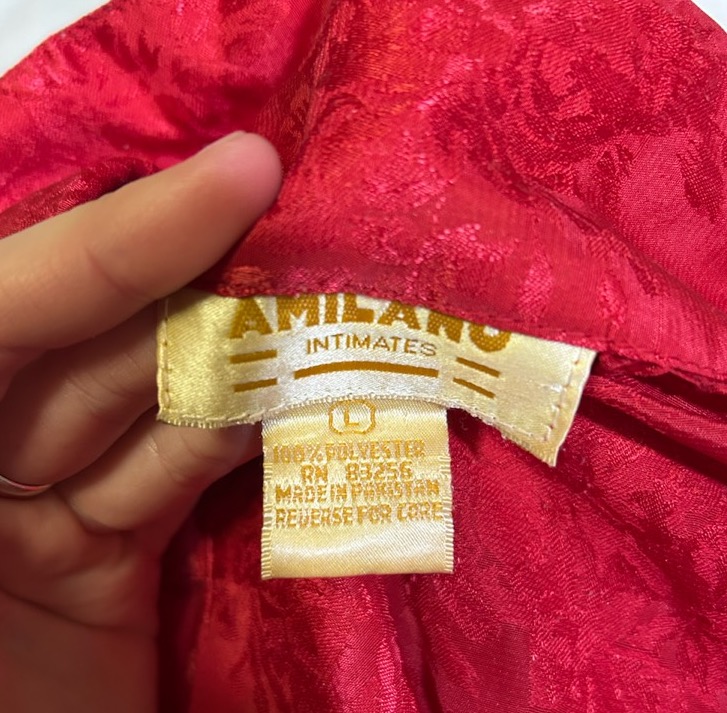 AMILANO
INTIMATES
L
100% POLYESTER
RN 83256
MADE IN PAKISTAN
REVERSE FOR CARE